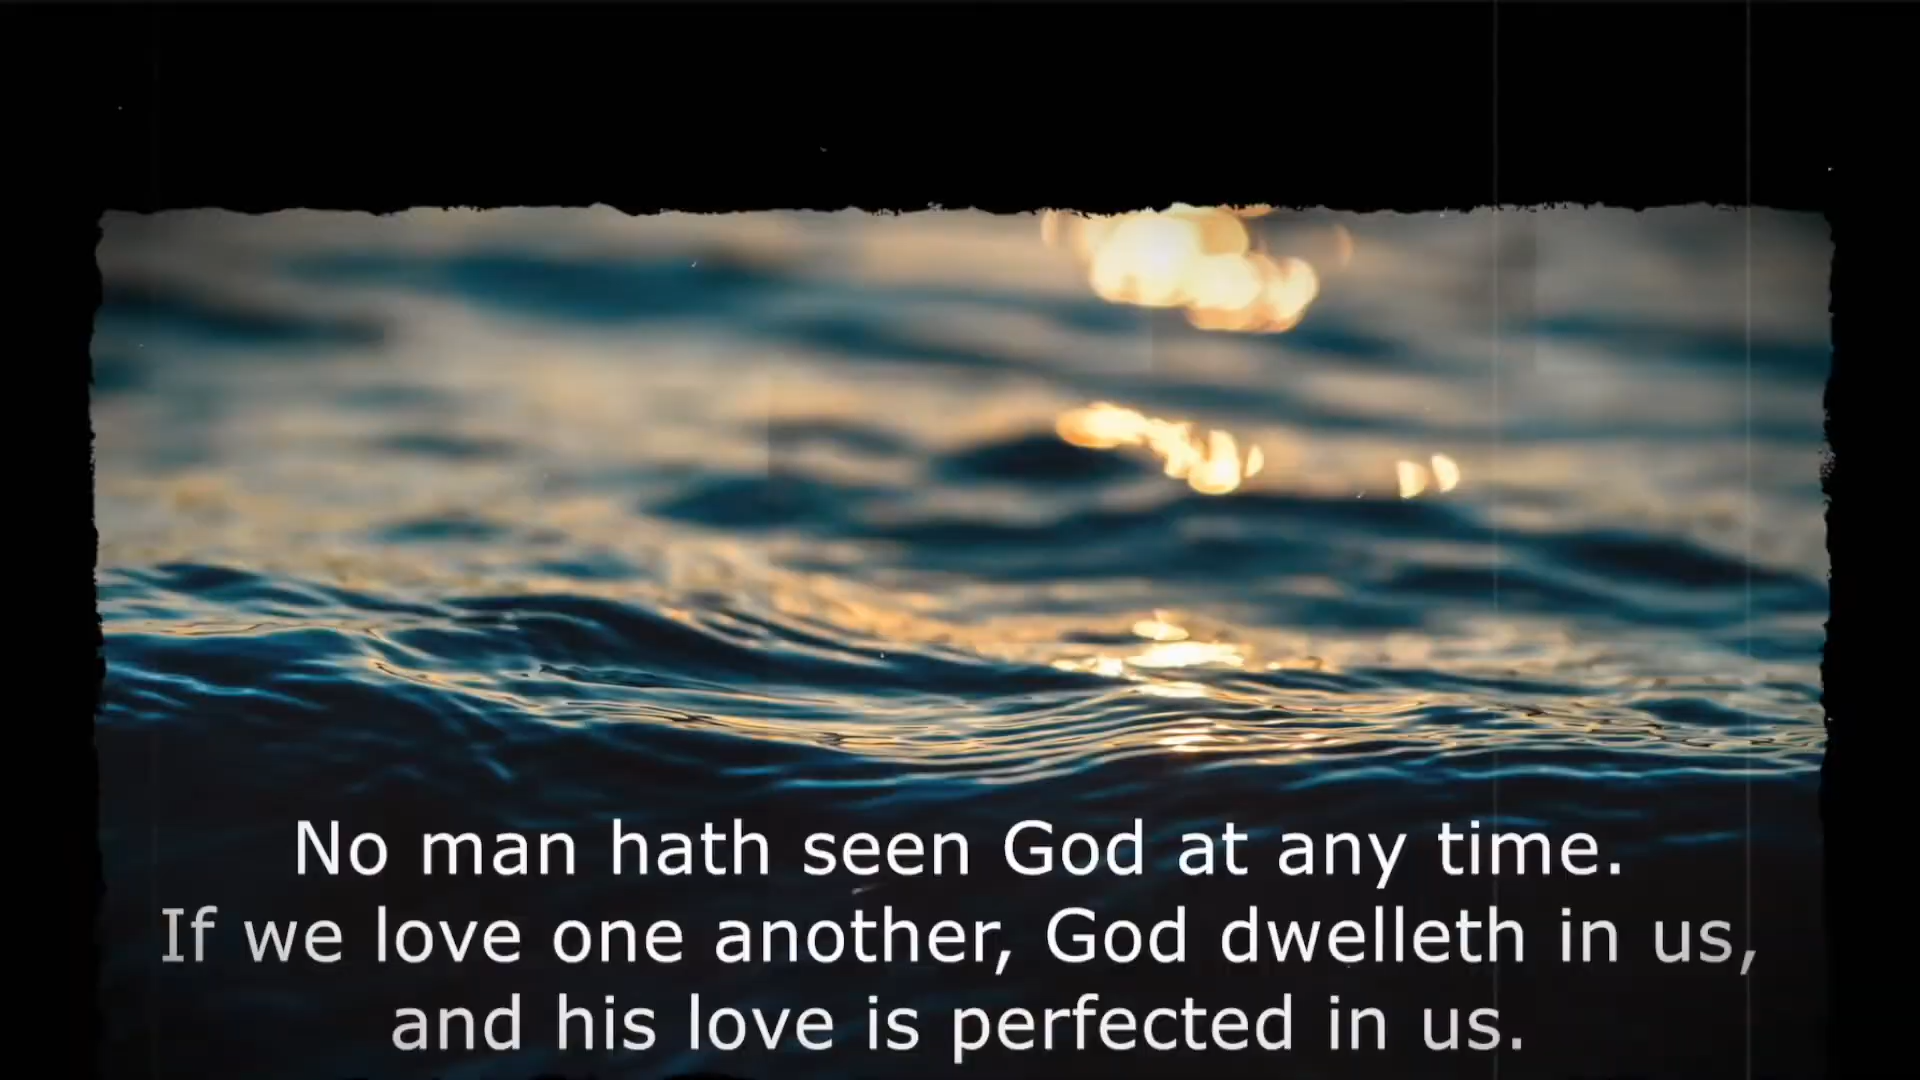 No man hath seen God at any time.
If we love one another, God dwelleth in us,
and his love is perfected in us.